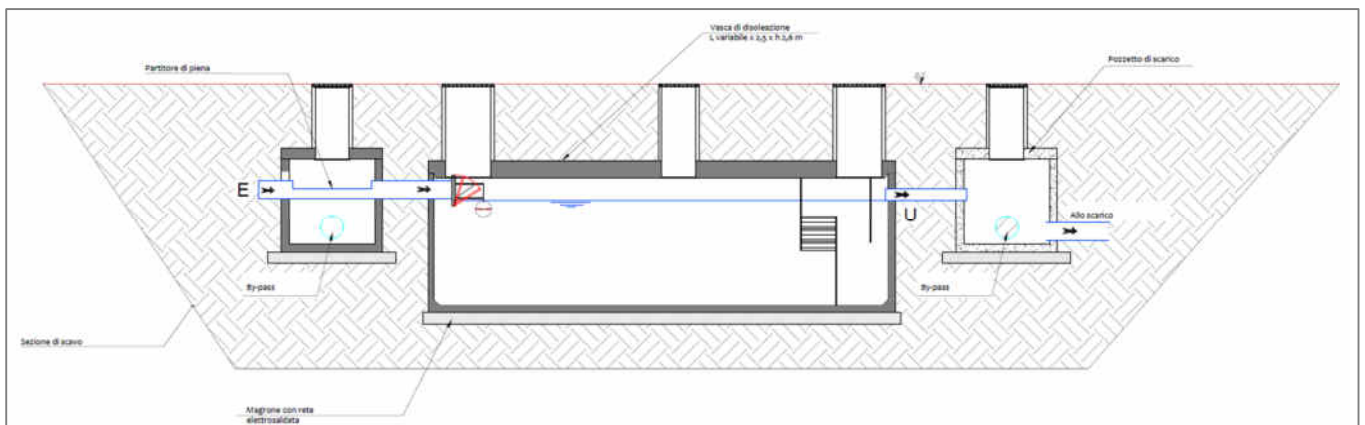 Vasca di disoleazione
L variabile x 2,5 x h 2,6 m
Partitore di piena
Pozzetto di scarico
E
U
Allo scarico
By-pass
By-pass
Sezione di scavo
Magrone con rete
elettrosaldata